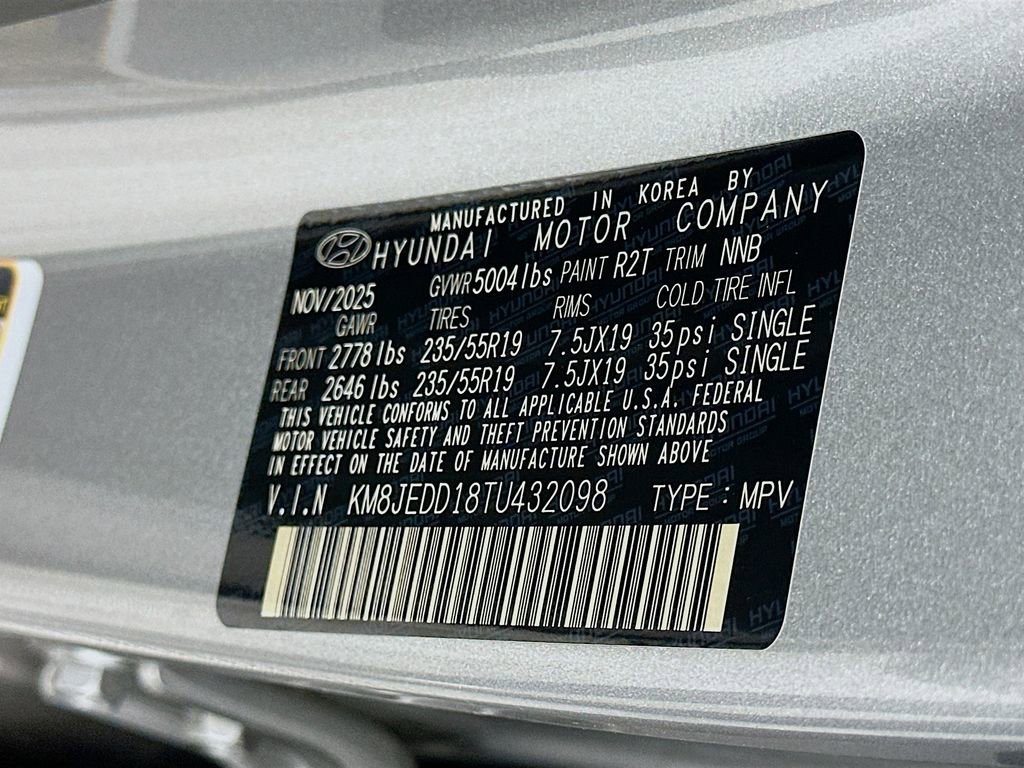 MANUFACTURED IN KOREA BY
HYUNDAI MOTOR COMPANY
NOV/2025 GVWR 5004 lbs PAINT R2T TRIM NNB
GAWR TIRES RIMS COLD TIRE INFL
FRONT 2778 lbs 235/55R19 7.5JX19 35psi SINGLE
REAR 2646 lbs 235/55R19 7.5JX19 35psi SINGLE
THIS VEHICLE CONFORMS TO ALL APPLICABLE U.S.A. FEDERAL
MOTOR VEHICLE SAFETY AND THEFT PREVENTION STANDARDS
IN EFFECT ON THE DATE OF MANUFACTURE SHOWN ABOVE
V.I.N KM8JEDD18TU432098 TYPE : MPV